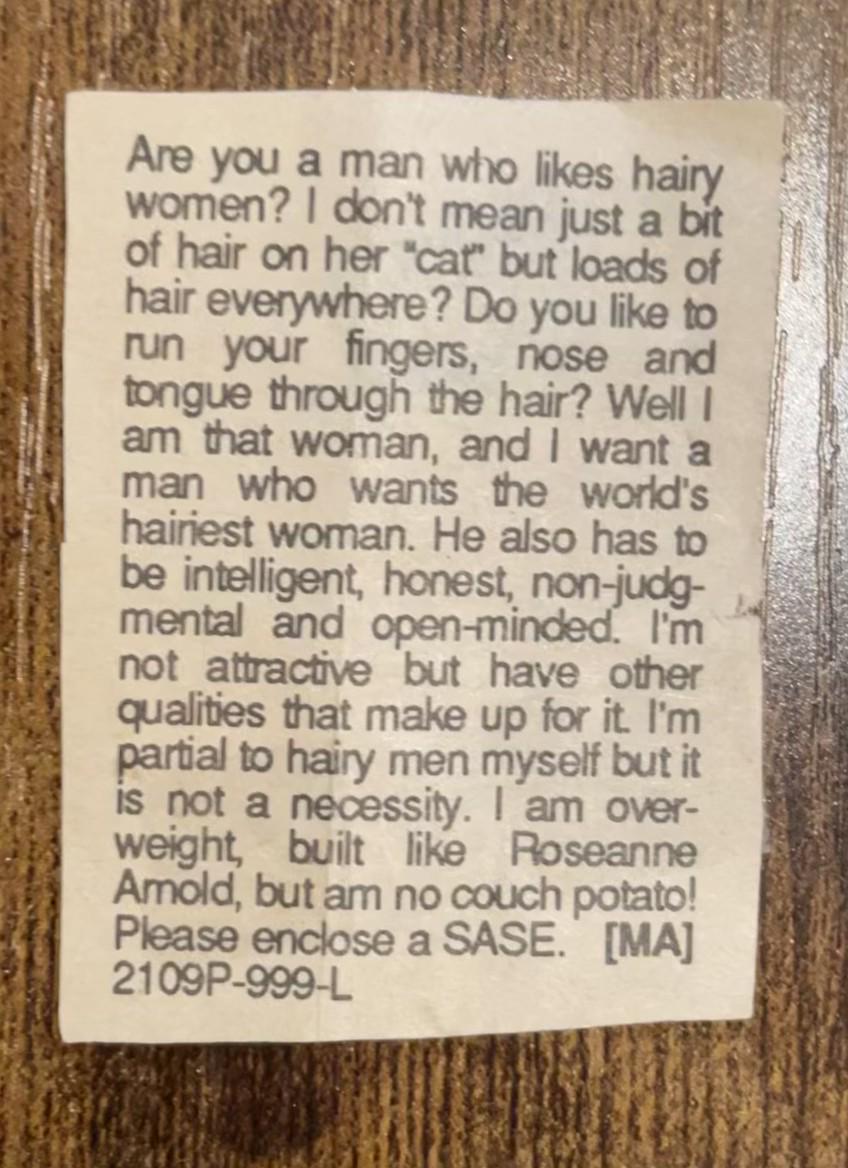 Are you a man who likes hairy
women? I don't mean just a bit
of hair on her "cat" but loads of
hair everywhere? Do you like to
run your fingers, nose and
tongue through the hair? Well I
am that woman, and I want a
man who wants the world's
hairiest woman. He also has to
be intelligent, honest, non-judg-
mental and open-minded. I'm
not attractive but have other
qualities that make up for it. I'm
partial to hairy men myself but it
is not a necessity. I am over-
weight, built like Roseanne
Arnold, but am no couch potato!
Please enclose a SASE. [MA]
2109P-999-L